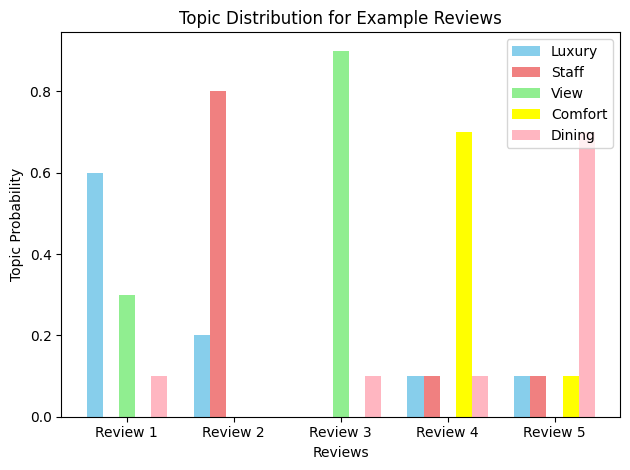 Topic Distribution for Example Reviews
Luxury
Staff
View
Comfort
Dining
Topic Probability
0.8
0.6
0.4
0.2
0.0
Review 1 Review 2 Review 3 Review 4 Review 5
Reviews